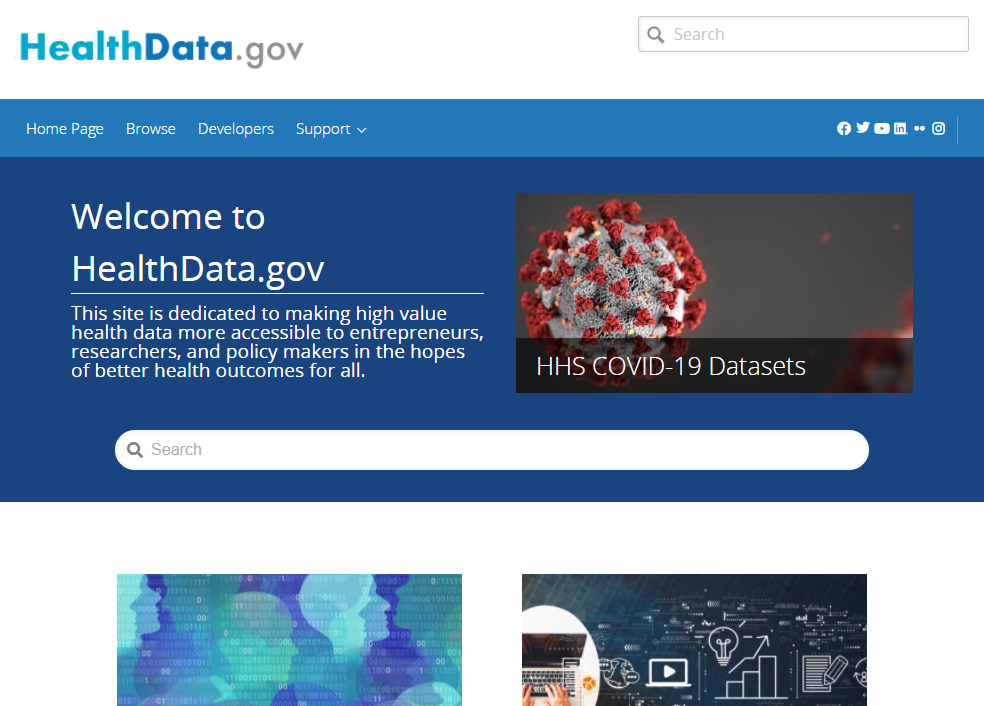 HealthData.gov
Search
Home Page Browse Developers Support
Welcome to
HealthData.gov
This site is dedicated to making high value
health data more accessible to entrepreneurs,
researchers, and policy makers in the hopes
of better health outcomes for all.
HHS COVID-19 Datasets
Search